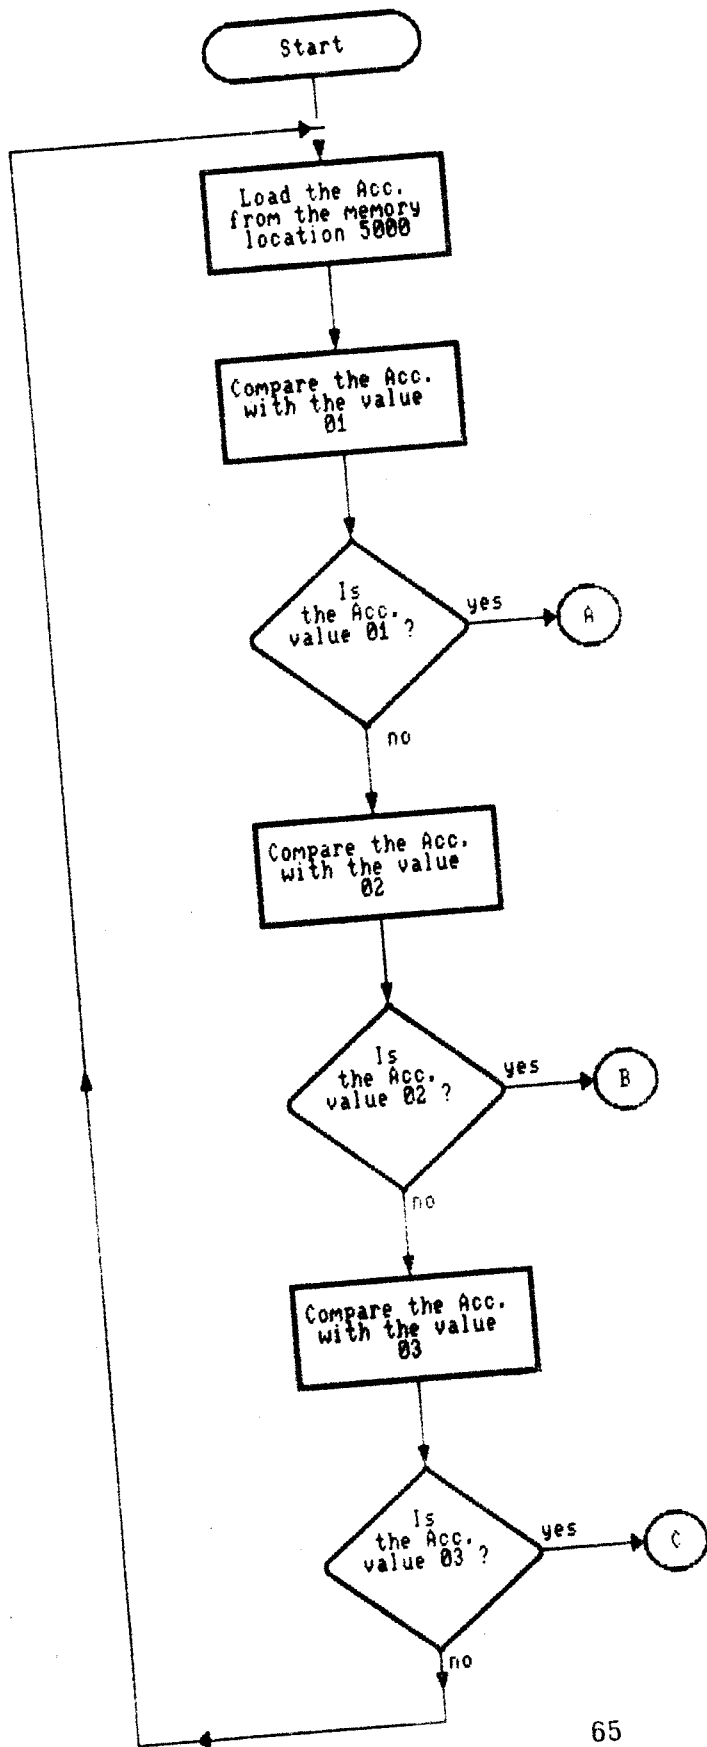 Start
Load the Acc.
from the memory
location 5000
Compare the Acc.
with the value
01
Is
the Acc.
value 01 ?
yes
A
no
Compare the Acc.
with the value
02
Is
the Acc.
value 02 ?
yes
B
no
Compare the Acc.
with the value
03
Is
the Acc.
value 03 ?
yes
C
no
65